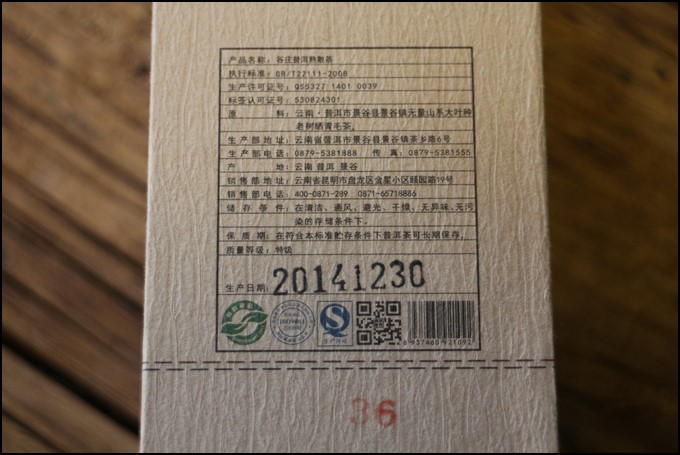 产品名称：谷庄普洱熟散茶
执行标准：GB/T22111-2008
生产许可证号：QS5327 1401 0039
标签认可证号：530824301
原 料：云南·普洱市景谷县景谷镇无量山系大叶种
老树晒青毛茶。
生产部地址：云南省普洱市景谷县景谷镇茶乡路6号
生产部电话：0879-5381888 传 真：0879-5381555
产 地：云南 普洱 景谷
销售部地址：云南省昆明市盘龙区金星小区颐园路19号
销售部电话：400-0871-289 0871-65718886
储存条件：在清洁、通风、避光、干燥、无异味、无污
染的存储条件下。
保质期：在符合本标准贮存条件下普洱茶可长期保存。
质量等级：特级
生产日期：20141230
生产许可
6937460921092
36